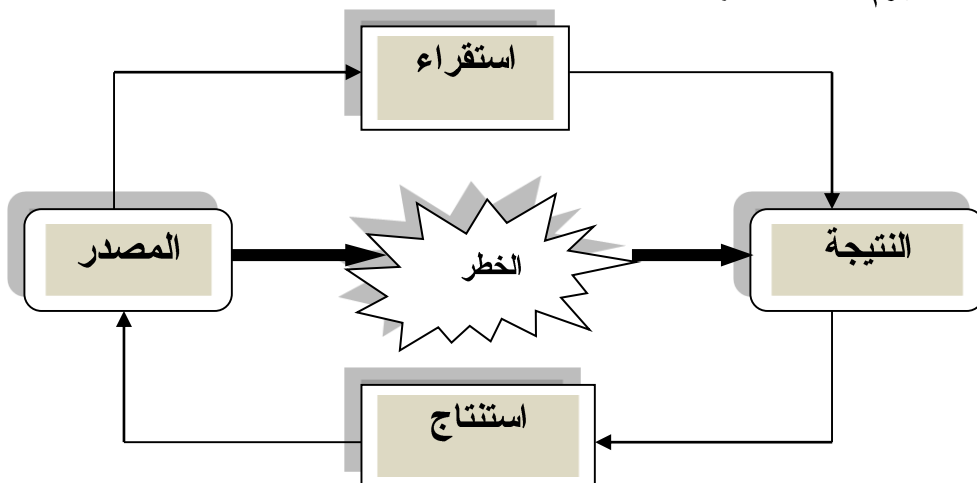 استقراء
المصدر
الخطر
النتيجة
استنتاج